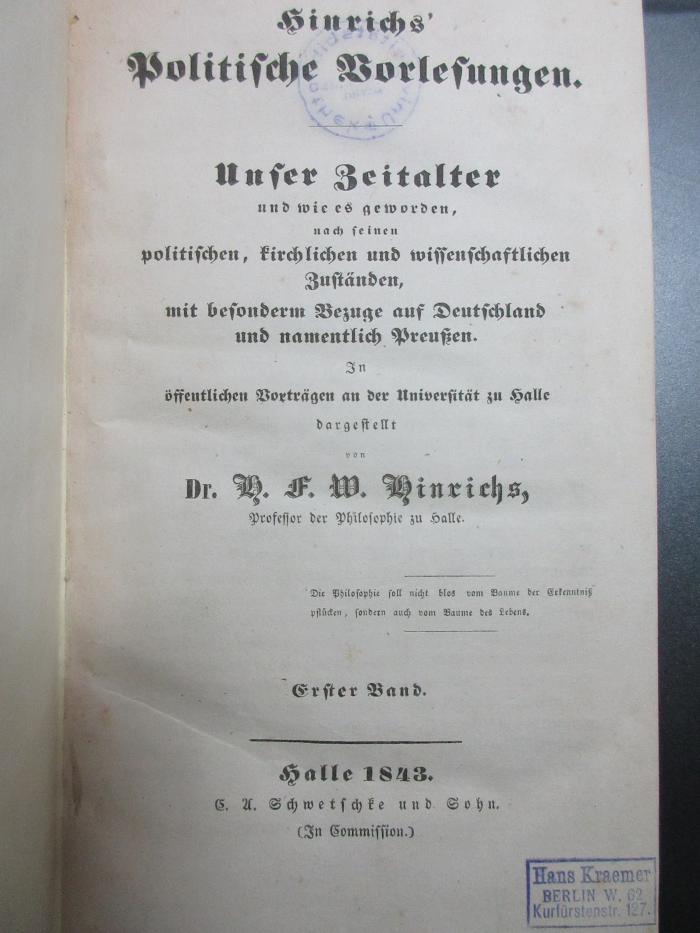 Hinrichs'
Politische Vorlesungen.
Unser Zeitalter
und wie es geworden,
nach seinen
politischen, kirchlichen und wissenschaftlichen
Zuständen,
mit besonderm Bezuge auf Deutschland
und namentlich Preußen.
In
öffentlichen Vorträgen an der Universität zu Halle
dargestellt
von
Dr. H. F. W. Hinrichs,
Professor der Philosophie zu Halle.
Die Philosophie soll nicht blos vom Baume der Erkenntniß
pflücken, sondern auch vom Baume des Lebens.
Erster Band.
Halle 1843.
C. A. Schwetschke und Sohn.
(In Commission.)
Hans Kraemer
BERLIN W. 62
Kurfürstenstr. 127.